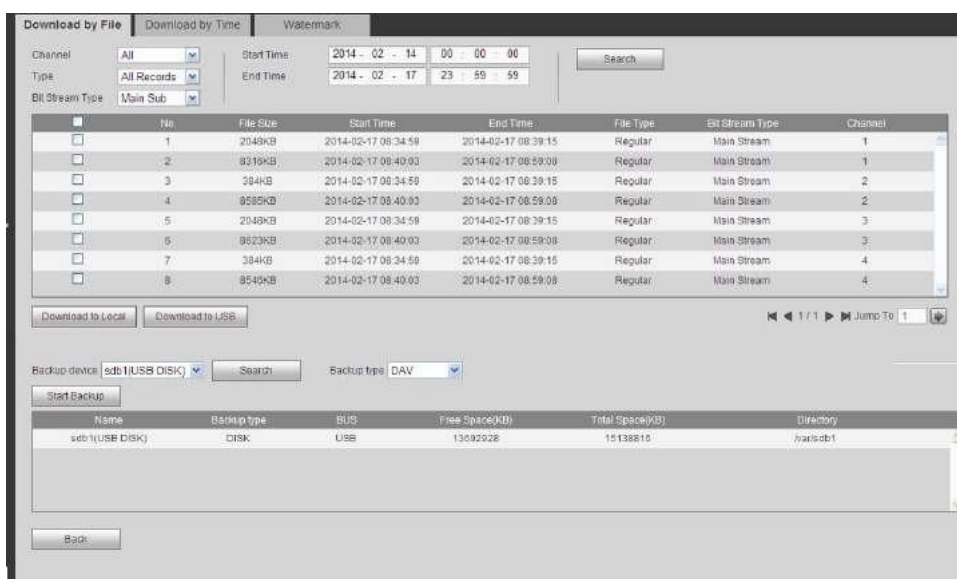 Download by File Download by Time Watermark
Channel All Start Time 2014 - 02 - 14 00 : 00 : 00 Search
Type All Records End Time 2014 - 02 - 17 23 : 59 : 59
Bit Stream Type Main Sub
No. File Size Start Time End Time File Type Bit Stream Type Channel
1 2048KB 2014-02-17 08:34:59 2014-02-17 08:39:15 Regular Main Stream 1
2 8316KB 2014-02-17 08:40:03 2014-02-17 08:59:08 Regular Main Stream 1
3 384KB 2014-02-17 08:34:59 2014-02-17 08:39:15 Regular Main Stream 2
4 8585KB 2014-02-17 08:40:03 2014-02-17 08:59:08 Regular Main Stream 2
5 2048KB 2014-02-17 08:34:59 2014-02-17 08:39:15 Regular Main Stream 3
6 8623KB 2014-02-17 08:40:03 2014-02-17 08:59:08 Regular Main Stream 3
7 384KB 2014-02-17 08:34:59 2014-02-17 08:39:15 Regular Main Stream 4
8 8540KB 2014-02-17 08:40:03 2014-02-17 08:59:08 Regular Main Stream 4
Download to Local Download to USB 1 / 1 Jump To 1
Backup device sdb1(USB DISK) Search Backup type DAV
Start Backup
Name Backup type BUS Free Space(KB) Total Space(KB) Directory
sdb1(USB DISK) DISK USB 13692928 15138816 /var/sdb1
Back